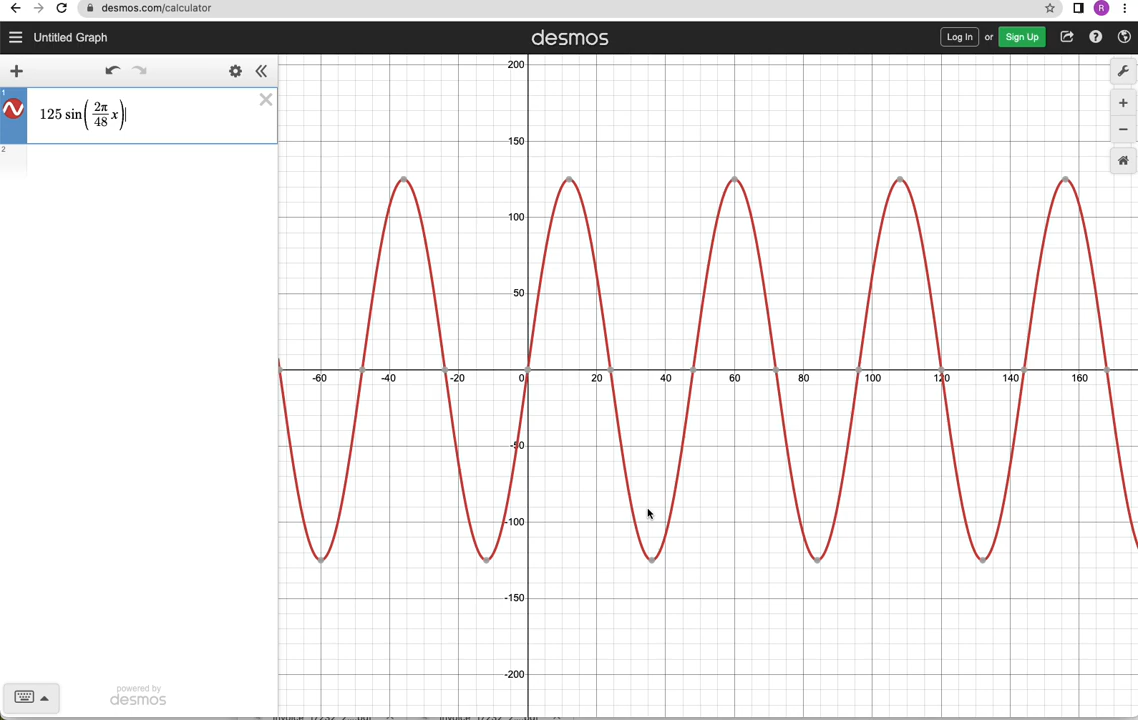 desmos.com/calculator
R
Untitled Graph
desmos
Log In or Sign Up
1
125 sin(2π/48 x)
2
200
150
100
50
-60 -40 -20 0 20 40 60 80 100 120 140 160
-50
-100
-150
-200
powered by
desmos